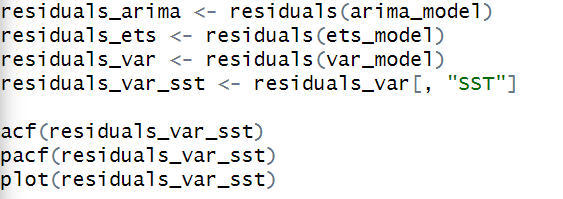 residuals_arima <- residuals(arima_model)
residuals_ets <- residuals(ets_model)
residuals_var <- residuals(var_model)
residuals_var_sst <- residuals_var[, "SST"]
acf(residuals_var_sst)
pacf(residuals_var_sst)
plot(residuals_var_sst)